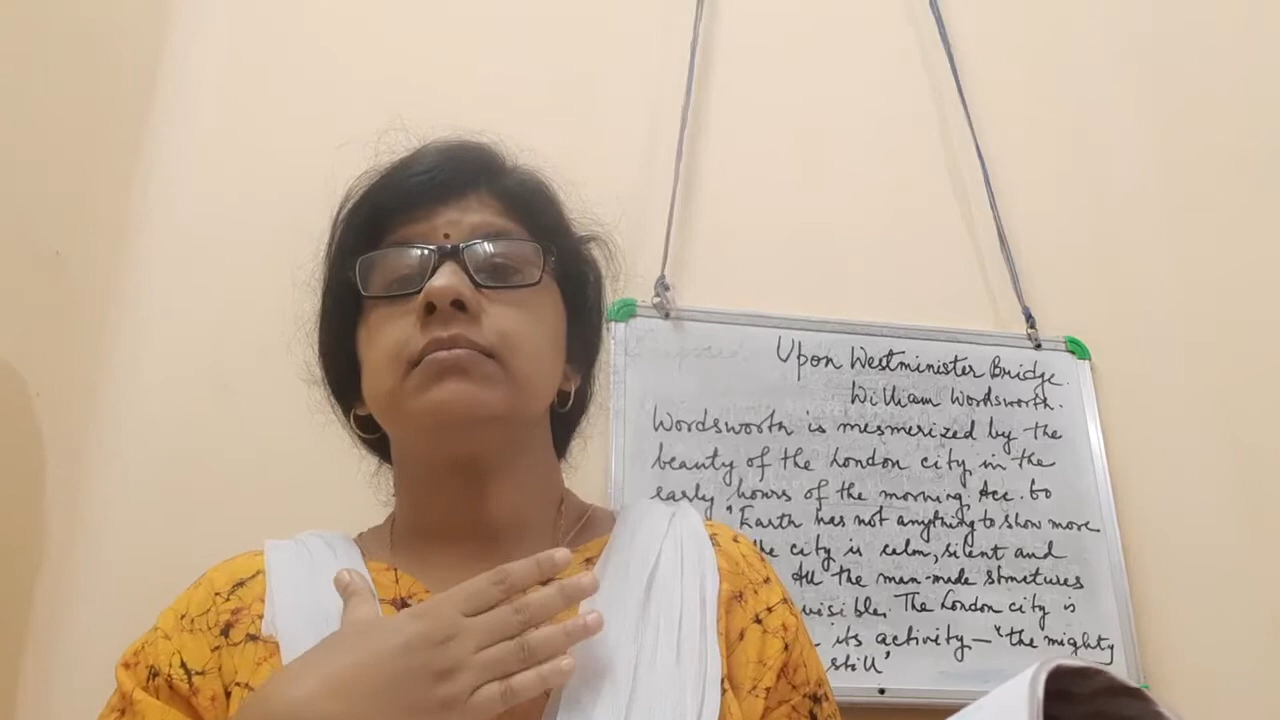 Upon Westminister Bridge.
William Wordsworth.
Wordsworth is mesmerized by the
beauty of the London city in the
early hours of the morning. Acc. to
"Earth has not anything to show more
the city is calm, silent and
All the man-made structures
visible. The London city is
its activity — "the mighty
still"